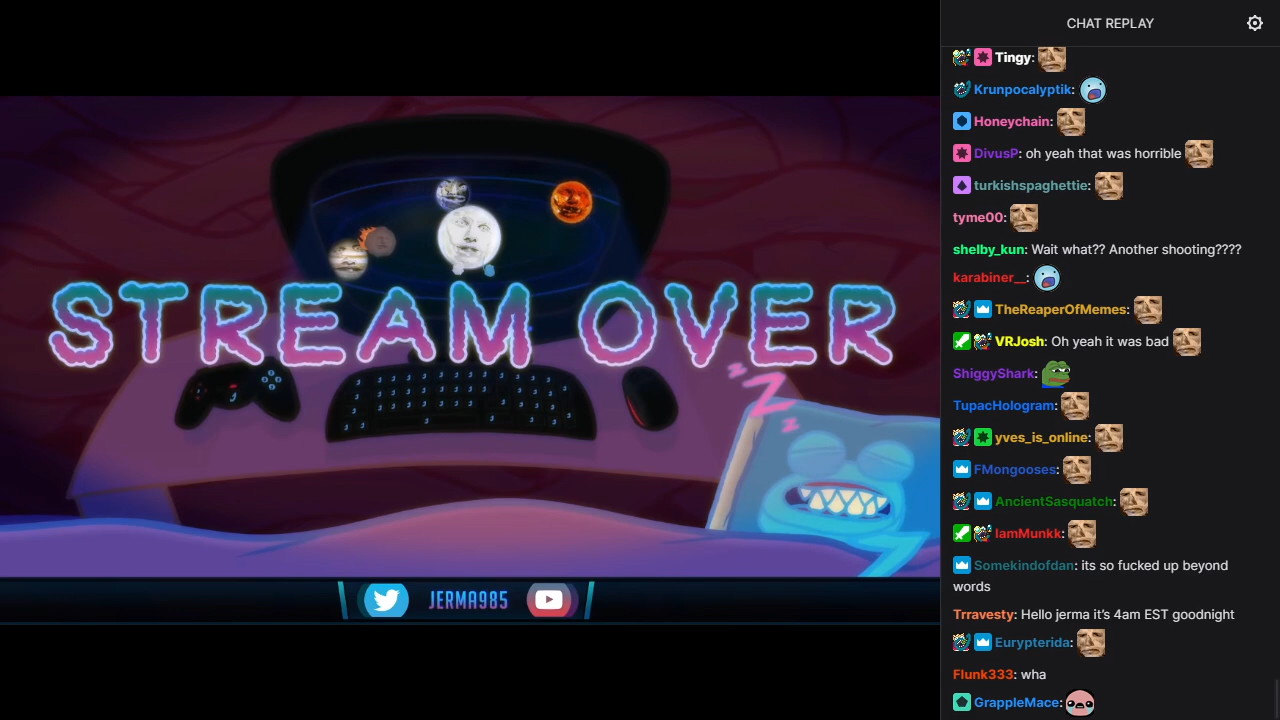 CHAT REPLAY
Tingy:
Krunpocalyptik:
Honeychain:
DivusP: oh yeah that was horrible
turkishspaghettie:
tyme00:
shelby_kun: Wait what?? Another shooting????
karabiner__:
TheReaperOfMemes:
VRJosh: Oh yeah it was bad
ShiggyShark:
TupacHologram:
yves_is_online:
FMongooses:
AncientSasquatch:
IamMunkk:
Somekindofdan: its so fucked up beyond
words
Trravesty: Hello jerma it’s 4am EST goodnight
Eurypterida:
Flunk333: wha
GrappleMace:
STREAM OVER
z
Z
z
JERMA985